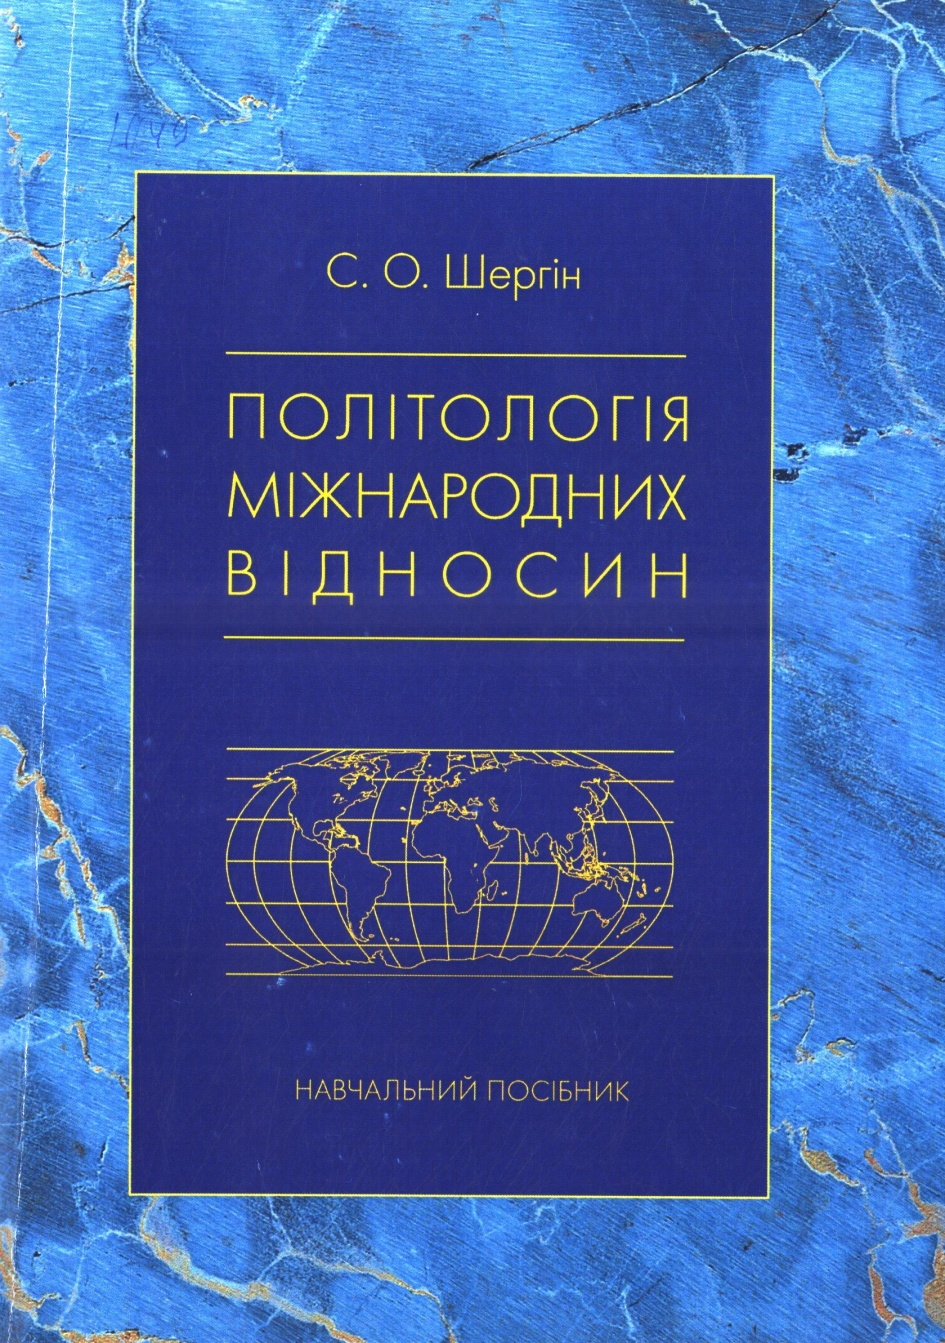 С. О. Шергін
ПОЛІТОЛОГІЯ
МІЖНАРОДНИХ
ВІДНОСИН
НАВЧАЛЬНИЙ ПОСІБНИК